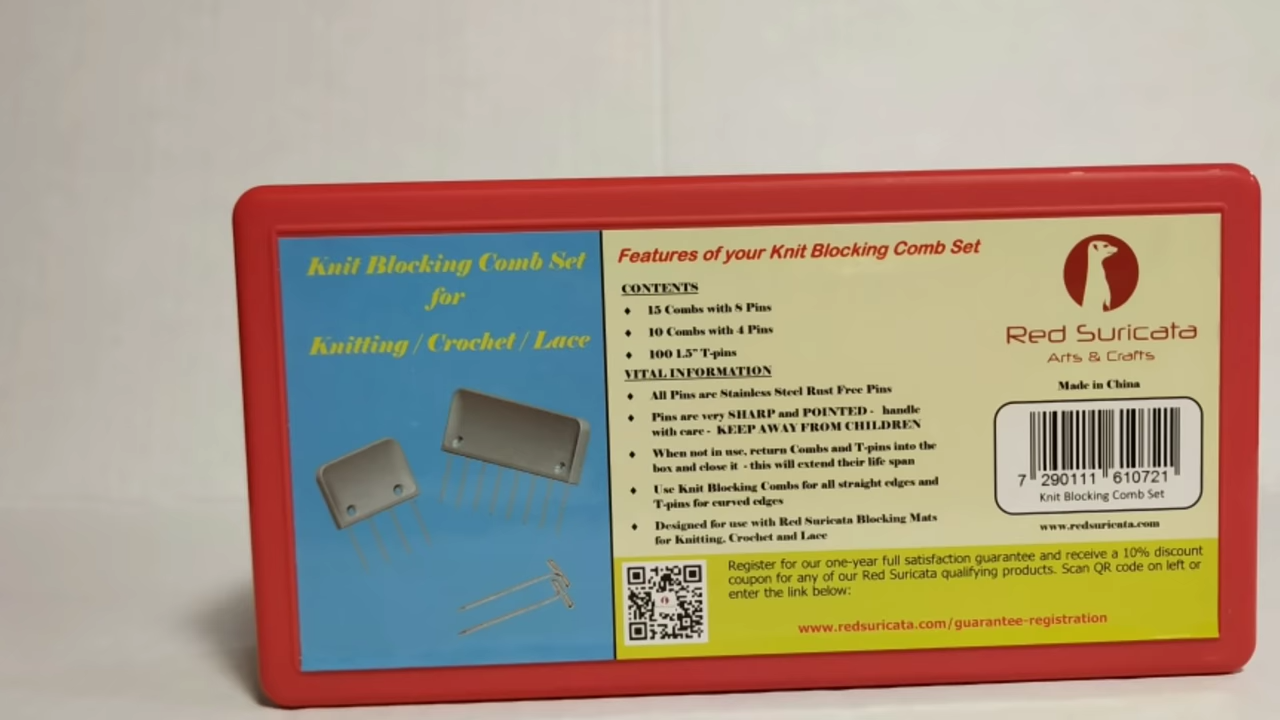 Knit Blocking Comb Set
for
Knitting / Crochet / Lace
Features of your Knit Blocking Comb Set
CONTENTS
♦ 15 Combs with 8 Pins
♦ 10 Combs with 4 Pins
♦ 100 1.5" T-pins
VITAL INFORMATION
♦ All Pins are Stainless Steel Rust Free Pins
♦ Pins are very SHARP and POINTED - handle
with care - KEEP AWAY FROM CHILDREN
♦ When not in use, return Combs and T-pins into the
box and close it - this will extend their life span
♦ Use Knit Blocking Combs for all straight edges and
T-pins for curved edges
♦ Designed for use with Red Suricata Blocking Mats
for Knitting, Crochet and Lace
Red Suricata
Arts & Crafts
Made in China
7 290111 610721
Knit Blocking Comb Set
www.redsuricata.com
Register for our one-year full satisfaction guarantee and receive a 10% discount
coupon for any of our Red Suricata qualifying products. Scan QR code on left or
enter the link below:
www.redsuricata.com/guarantee-registration